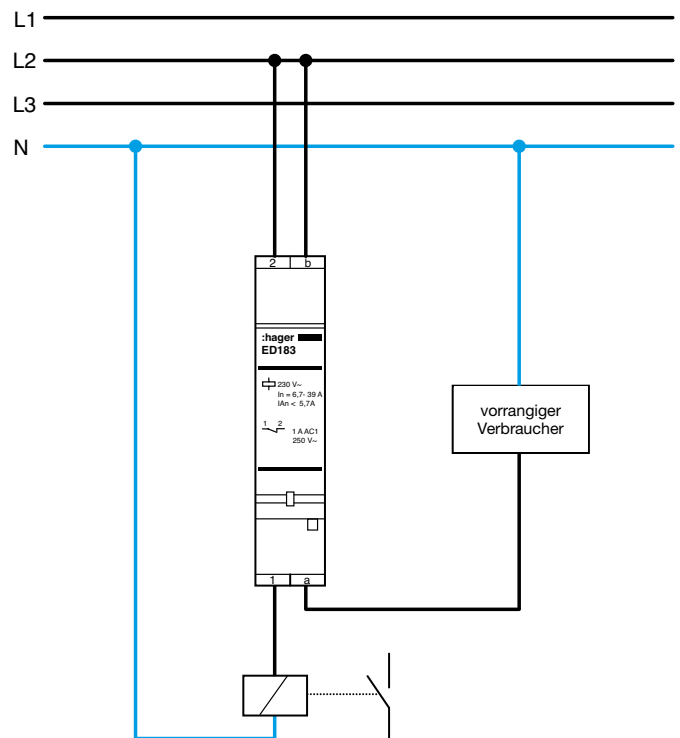 L1
L2
L3
N
2 b
:hager
ED183
230 V~
In = 6,7- 39 A
IAn < 5,7A
1 2
1 A AC1
250 V~
vorrangiger
Verbraucher
1 a